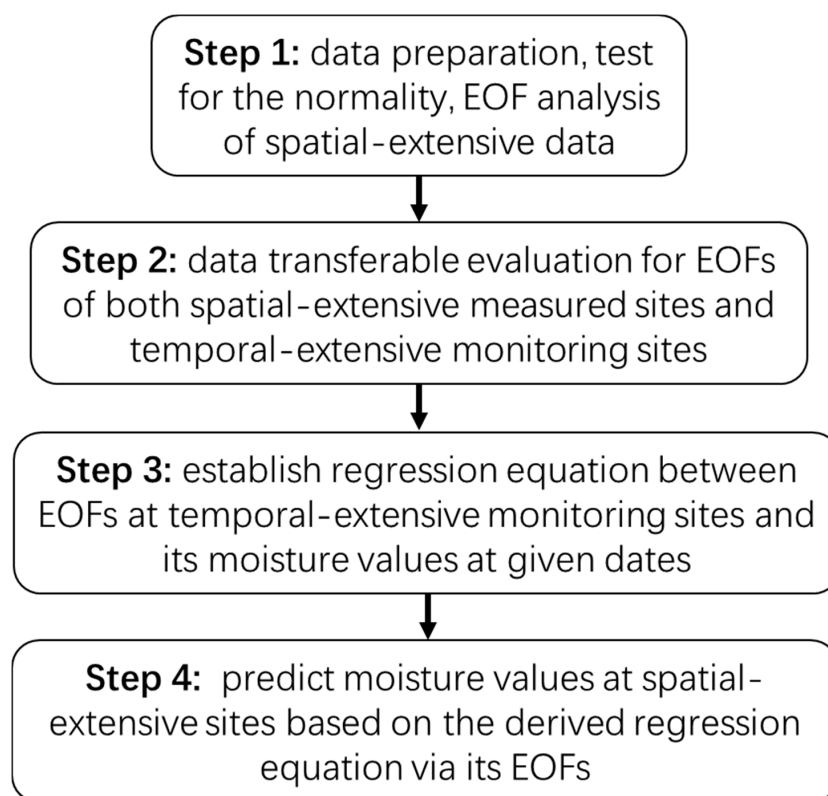 Step 1: data preparation, test
for the normality, EOF analysis
of spatial-extensive data
Step 2: data transferable evaluation for EOFs
of both spatial-extensive measured sites and
temporal-extensive monitoring sites
Step 3: establish regression equation between
EOFs at temporal-extensive monitoring sites and
its moisture values at given dates
Step 4: predict moisture values at spatial-
extensive sites based on the derived regression
equation via its EOFs